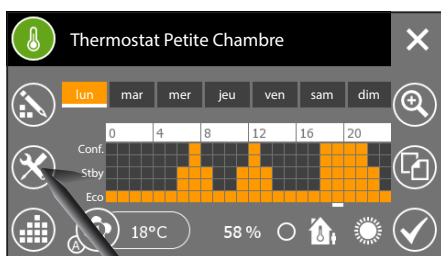 Thermostat Petite Chambre
lun mar mer jeu ven sam dim
0 4 8 12 16 20
Conf.
Stby
Eco
A 18°C 58 %